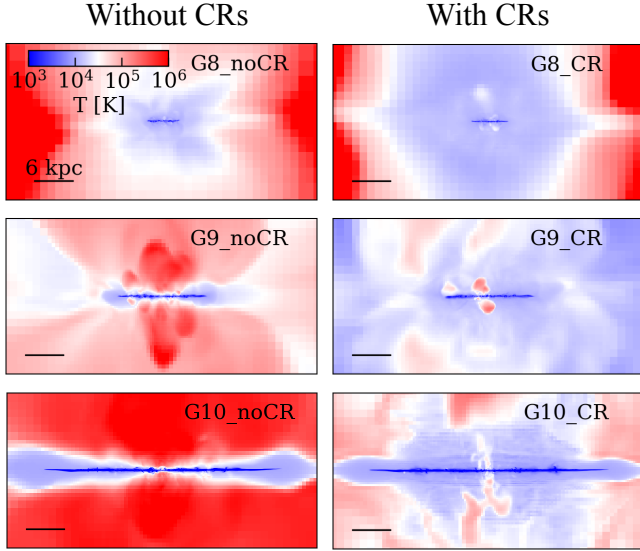 Without CRs
With CRs
G8_noCR
10³ 10⁴ 10⁵ 10⁶
T [K]
6 kpc
G8_CR
G9_noCR
G9_CR
G10_noCR
G10_CR